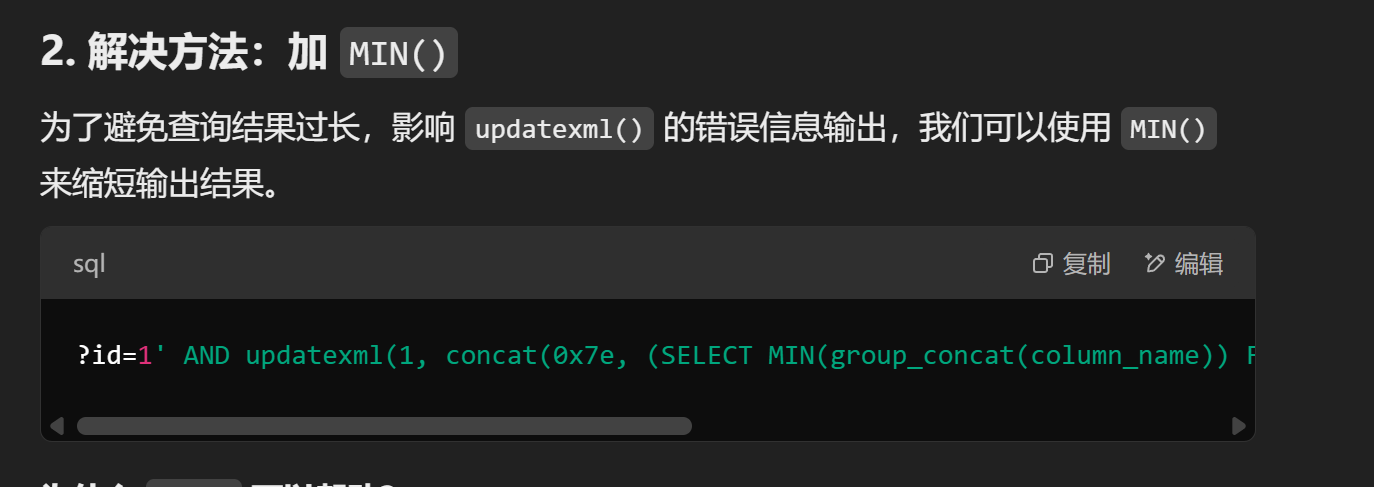 2. 解决方法：加 MIN()
为了避免查询结果过长，影响 updatexml() 的错误信息输出，我们可以使用 MIN()
来缩短输出结果。
sql 复制 编辑
?id=1' AND updatexml(1, concat(0x7e, (SELECT MIN(group_concat(column_name)) F